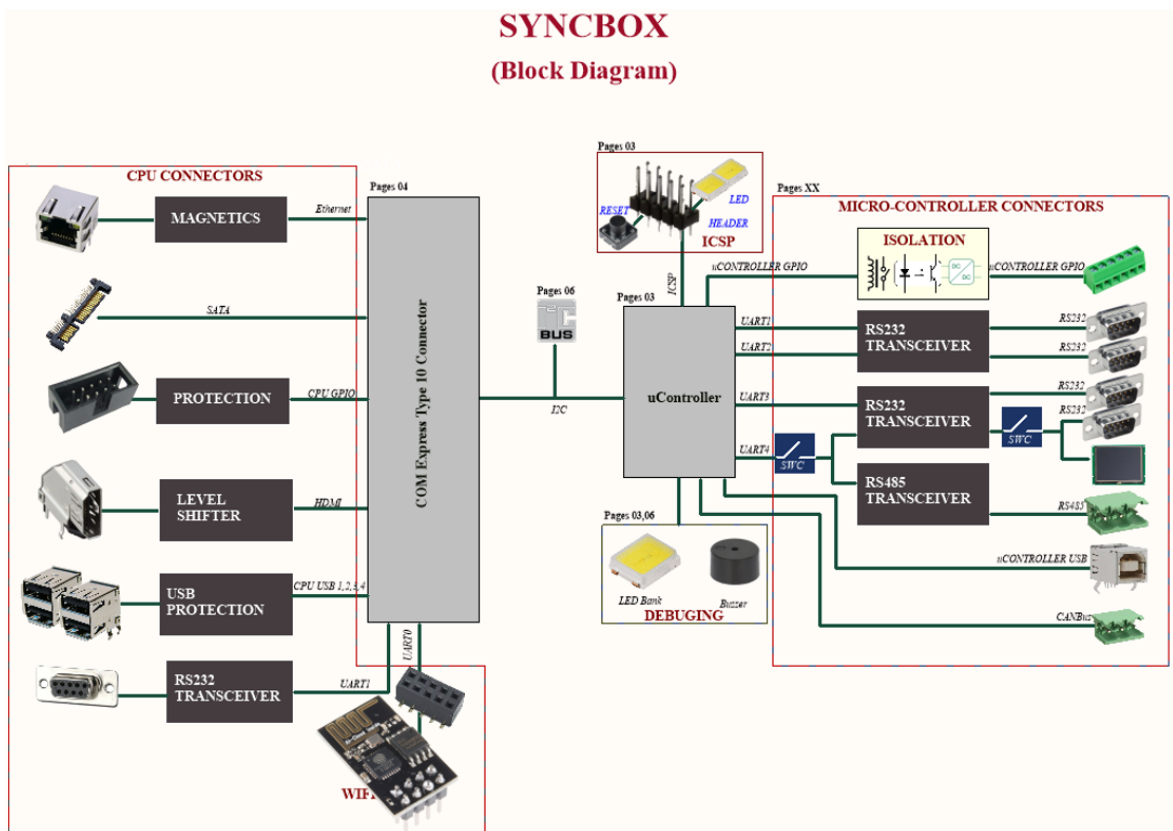 SYNCBOX
(Block Diagram)
CPU CONNECTORS
MAGNETICS
Ethernet
SATA
PROTECTION
CPU GPIO
LEVEL
SHIFTER
HDMI
USB
PROTECTION
CPU USB 1,2,3,4
RS232
TRANSCEIVER
UART1
UART0
WIFI
Pages 04
COM Express Type 10 Connector
Pages 06
BUS
I2C
Pages 03
RESET
LED
HEADER
ICSP
ICSP
Pages 03
uController
Pages 03,06
LED Bank
Buzzer
DEBUGING
Pages XX
MICRO-CONTROLLER CONNECTORS
ISOLATION
DC
DC
uCONTROLLER GPIO
uCONTROLLER GPIO
UART1
UART2
RS232
TRANSCEIVER
RS232
RS232
UART3
RS232
TRANSCEIVER
RS232
RS232
SWC
UART4
SWC
RS485
TRANSCEIVER
RS485
uCONTROLLER USB
CANBus